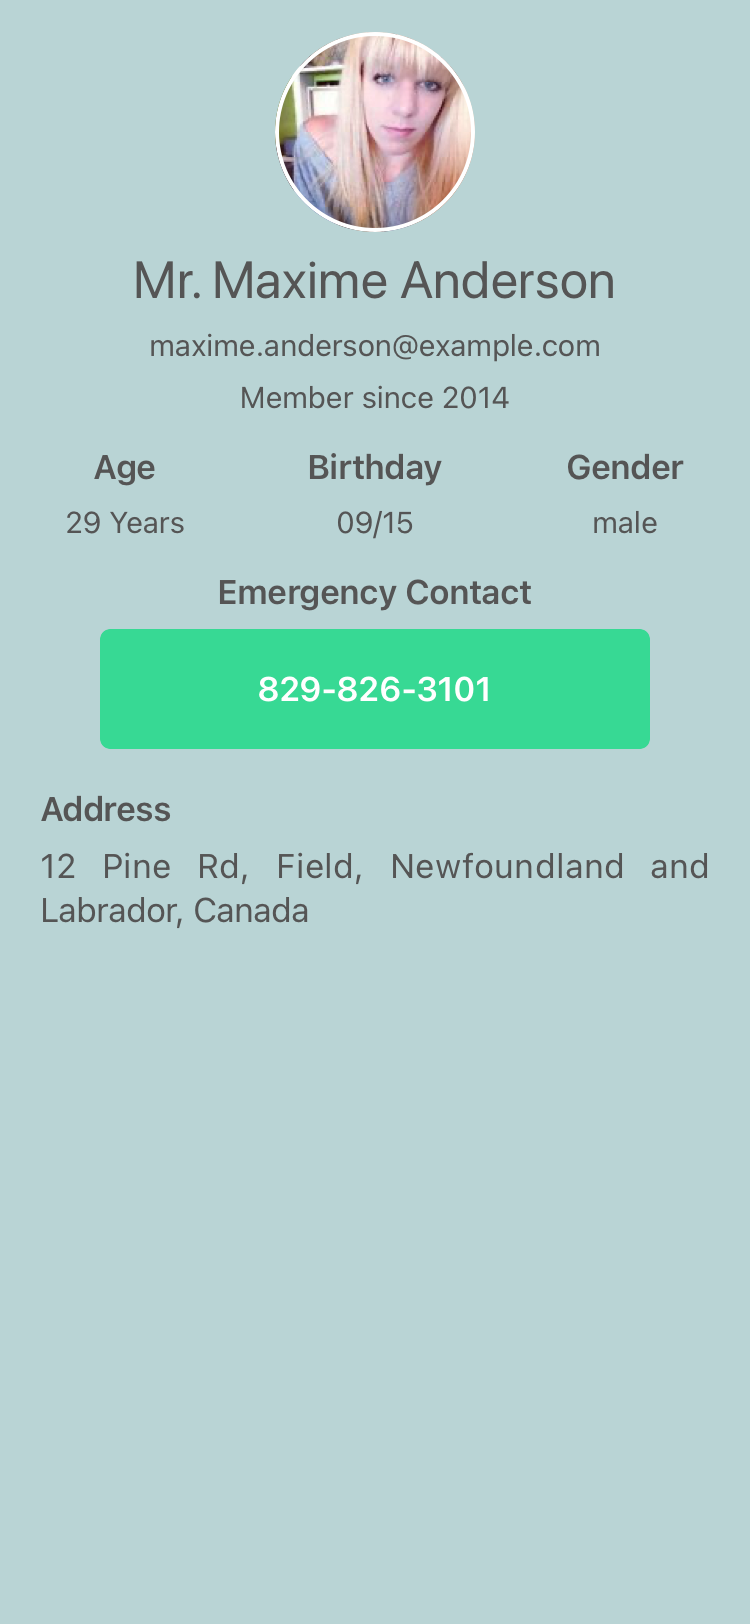 Mr. Maxime Anderson
maxime.anderson@example.com
Member since 2014
Age
Birthday
Gender
29 Years
09/15
male
Emergency Contact
829-826-3101
Address
12 Pine Rd, Field, Newfoundland and
Labrador, Canada